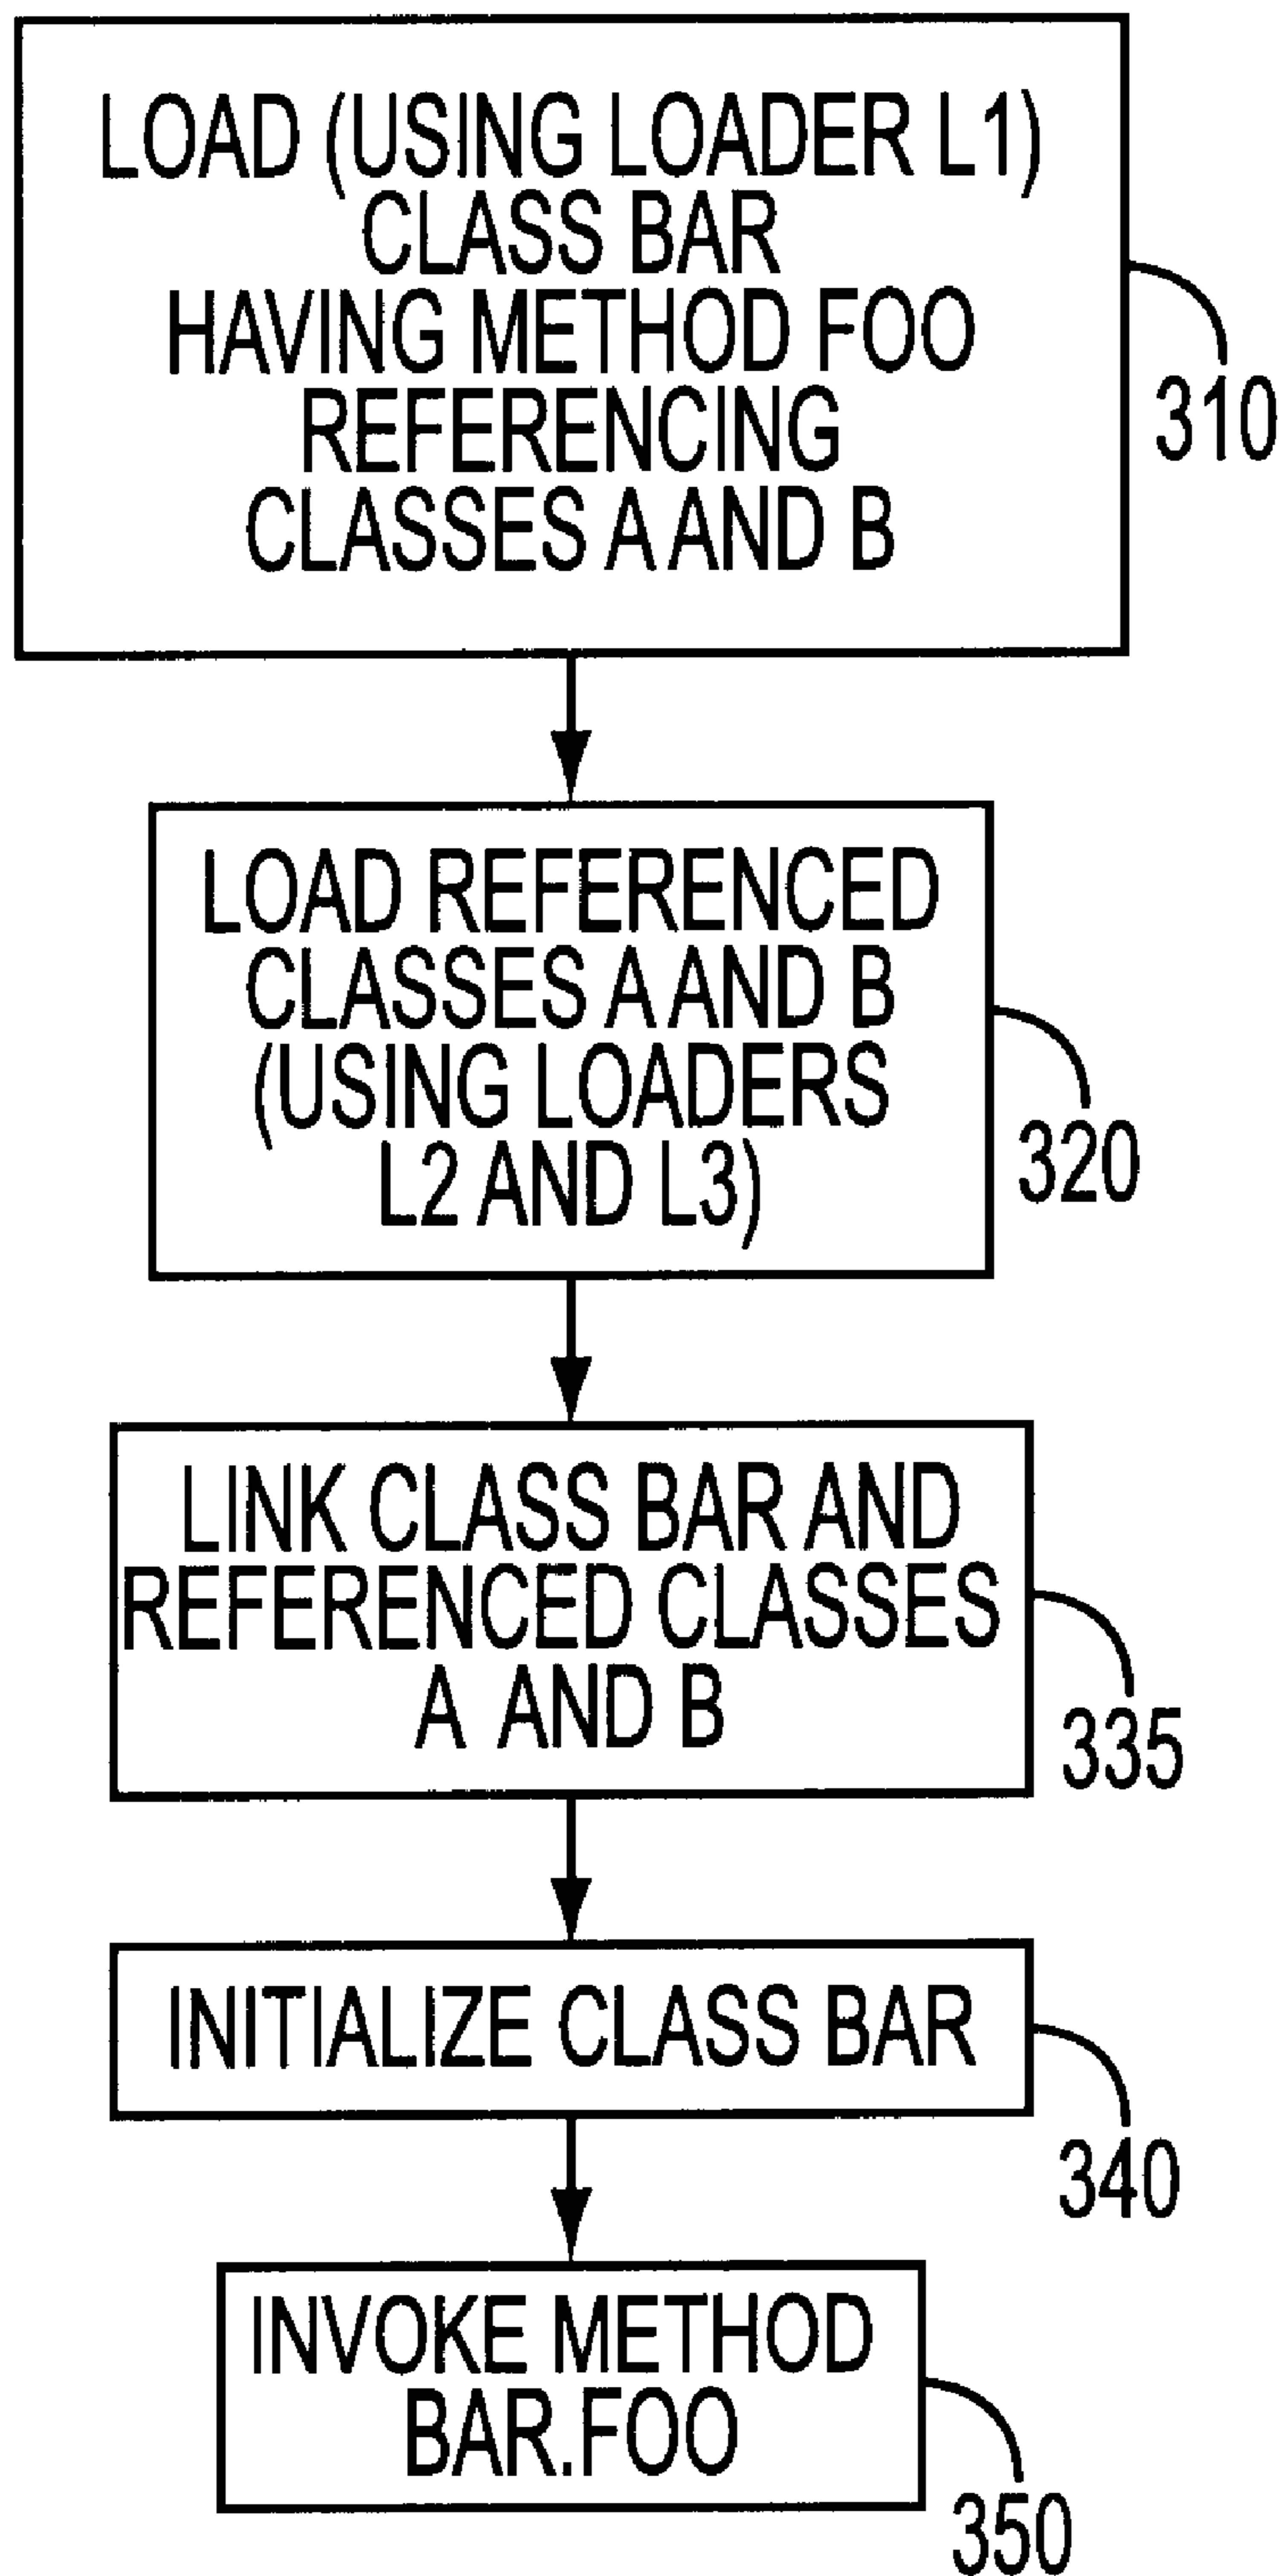 LOAD (USING LOADER L1)
CLASS BAR
HAVING METHOD FOO
REFERENCING
CLASSES A AND B
310
LOAD REFERENCED
CLASSES A AND B
(USING LOADERS
L2 AND L3)
320
LINK CLASS BAR AND
REFERENCED CLASSES
A AND B
335
INITIALIZE CLASS BAR
340
INVOKE METHOD
BAR.FOO
350